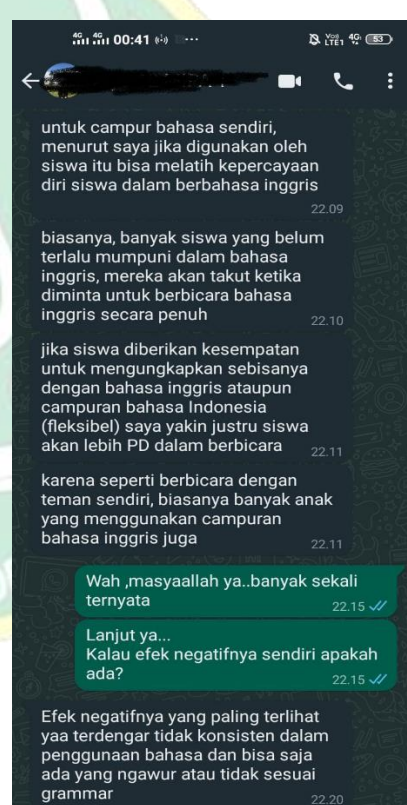 4G 4G 00:41 ...
Vo)) LTE1 4G 53
untuk campur bahasa sendiri,
menurut saya jika digunakan oleh
siswa itu bisa melatih kepercayaan
diri siswa dalam berbahasa inggris
22.09
biasanya, banyak siswa yang belum
terlalu mumpuni dalam bahasa
inggris, mereka akan takut ketika
diminta untuk berbicara bahasa
inggris secara penuh
22.10
jika siswa diberikan kesempatan
untuk mengungkapkan sebisanya
dengan bahasa inggris ataupun
campuran bahasa Indonesia
(fleksibel) saya yakin justru siswa
akan lebih PD dalam berbicara
22.11
karena seperti berbicara dengan
teman sendiri, biasanya banyak anak
yang menggunakan campuran
bahasa inggris juga
22.11
Wah ,masyaallah ya..banyak sekali
ternyata
22.15
Lanjut ya...
Kalau efek negatifnya sendiri apakah
ada?
22.15
Efek negatifnya yang paling terlihat
yaa terdengar tidak konsisten dalam
penggunaan bahasa dan bisa saja
ada yang ngawur atau tidak sesuai
grammar
22.20